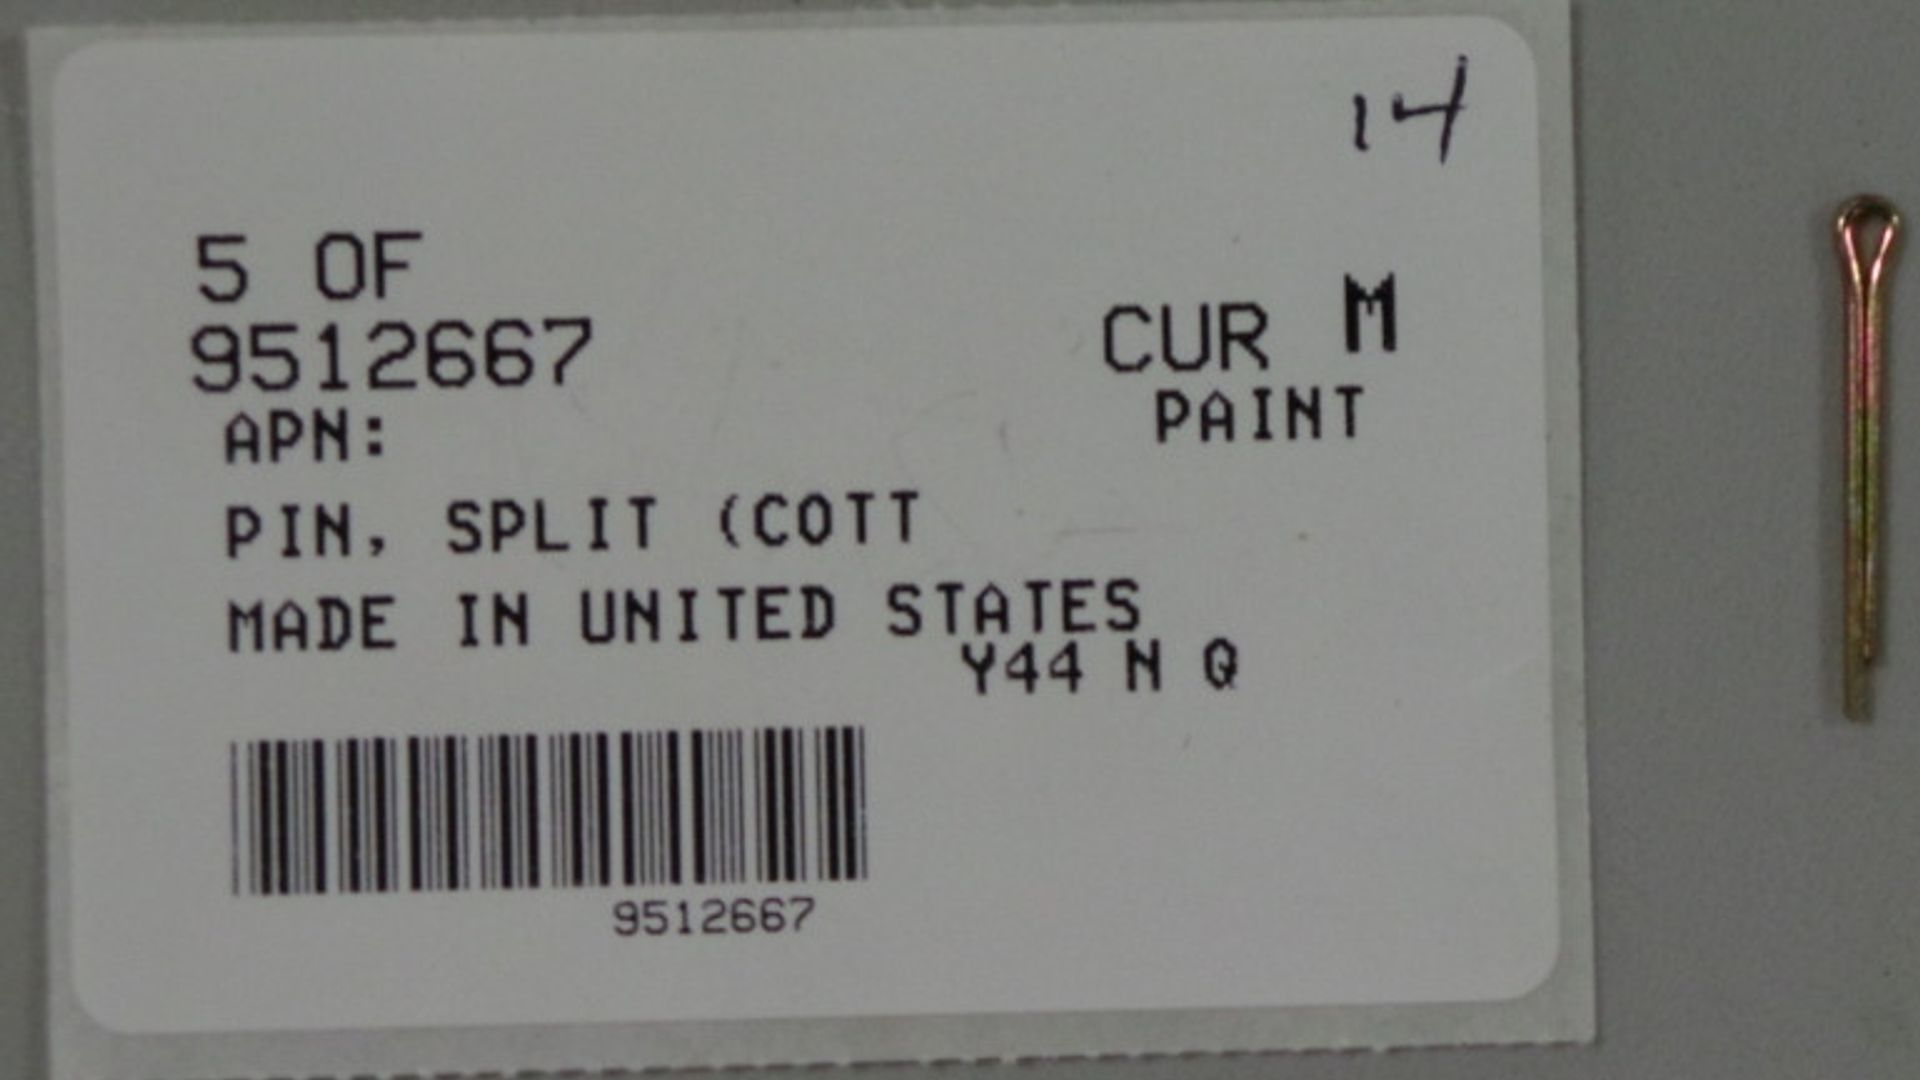 14
5 OF
9512667
CUR M
APN:
PAINT
PIN, SPLIT (COTT
MADE IN UNITED STATES
Y44 N Q
9512667